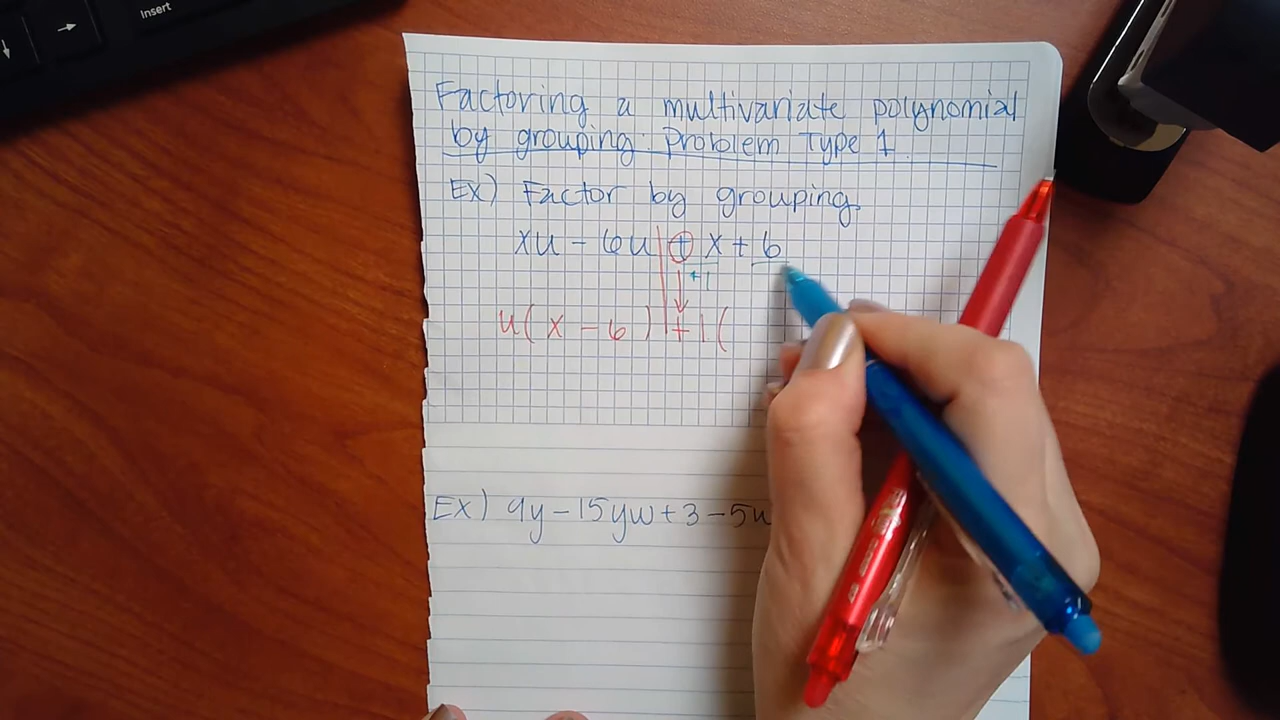 Insert
Factoring a multivariate polynomial
by grouping: Problem Type 1
EX) Factor by grouping.
xu - 6u + x + 6
+1
u(x - 6) + 1(
EX) 9y - 15yw + 3 - 5w